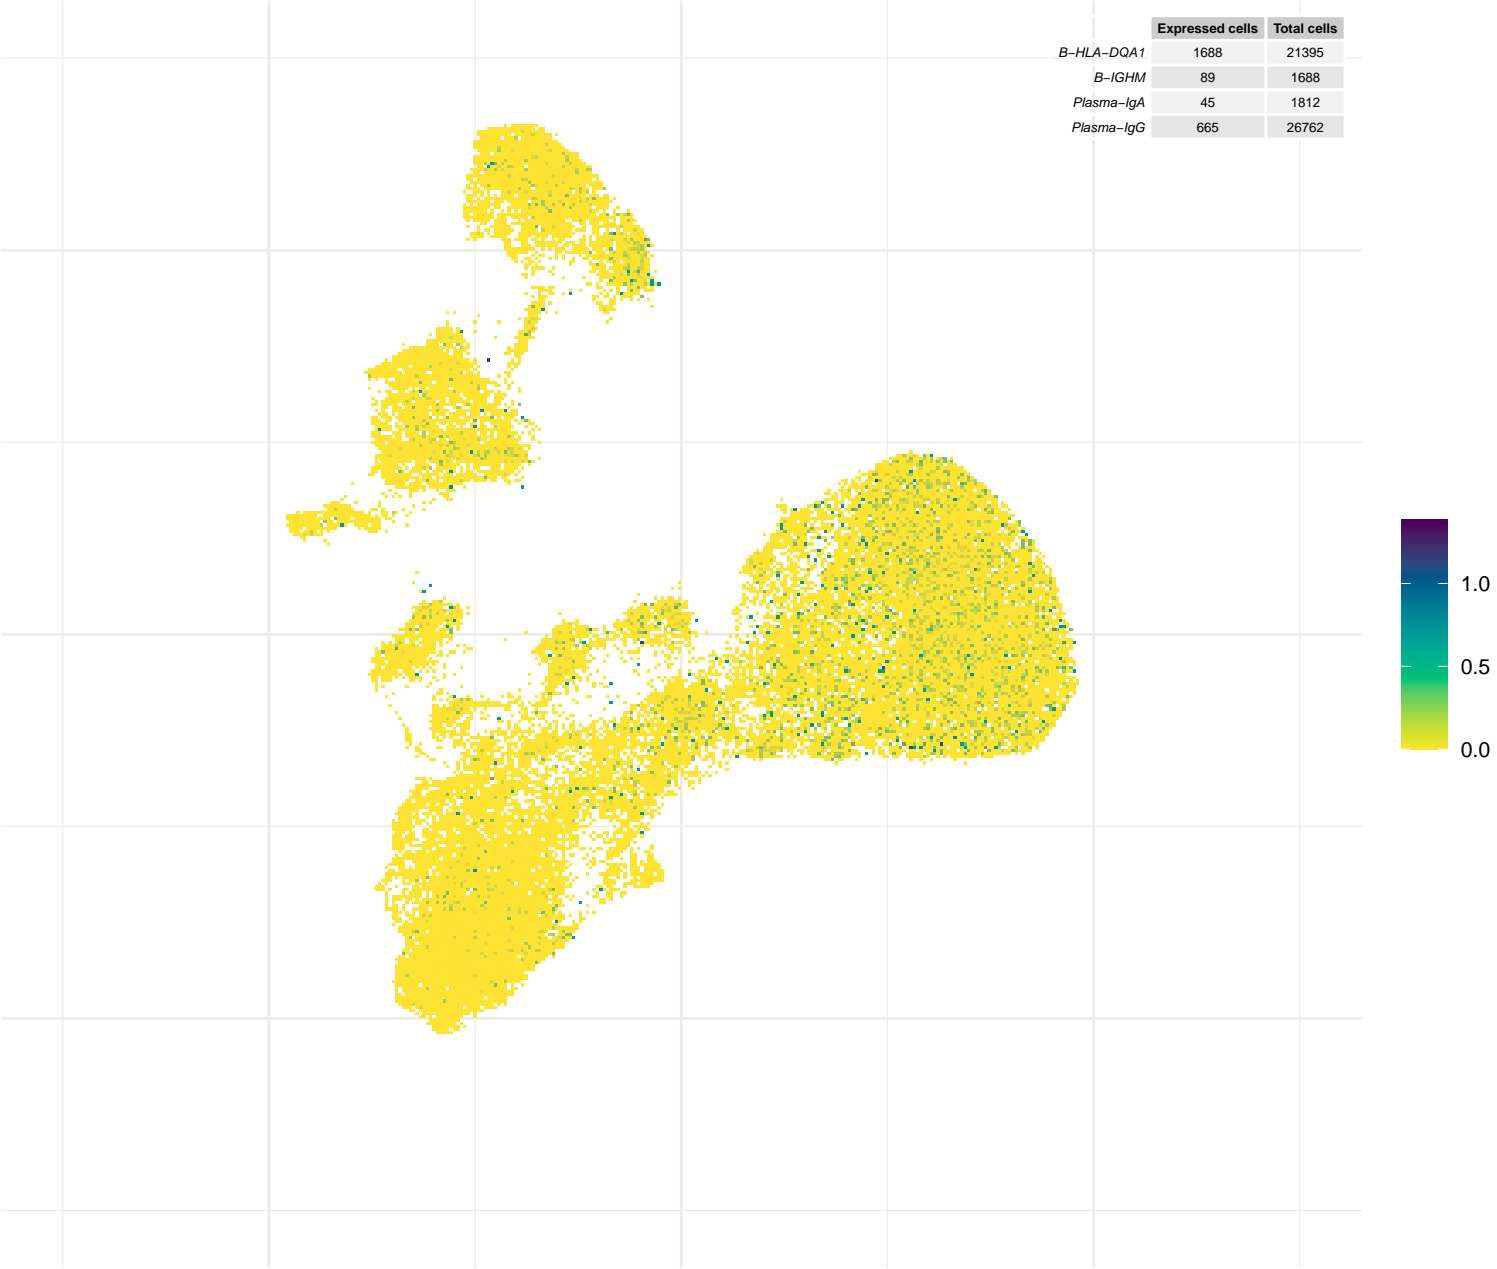 Expressed cells Total cells
B−HLA−DQA1 1688 21395
B−IGHM 89 1688
Plasma−IgA 45 1812
Plasma−IgG 665 26762
1.0
0.5
0.0